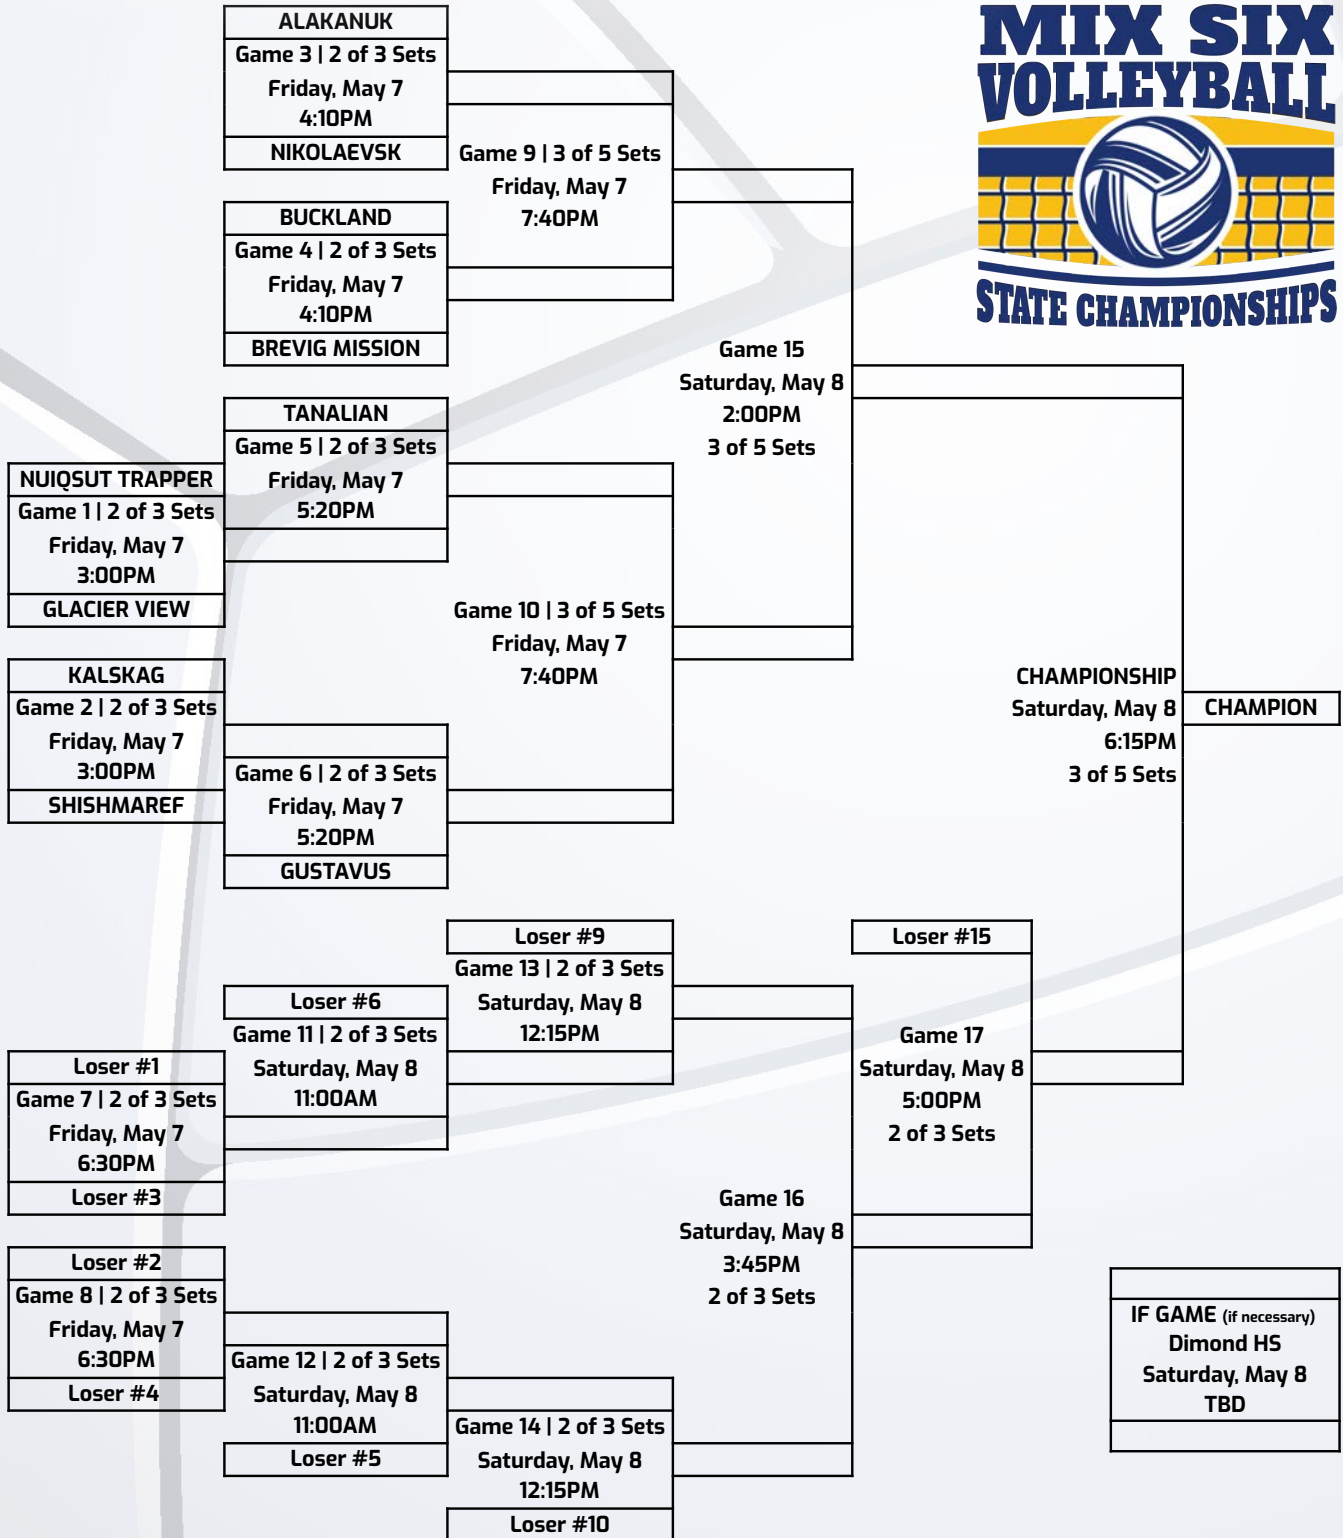 MIX SIX
VOLLEYBALL
STATE CHAMPIONSHIPS
ALAKANUK
Game 3 | 2 of 3 Sets
Friday, May 7
4:10PM
NIKOLAEVSK
Game 9 | 3 of 5 Sets
Friday, May 7
7:40PM
BUCKLAND
Game 4 | 2 of 3 Sets
Friday, May 7
4:10PM
BREVIG MISSION
Game 15
Saturday, May 8
2:00PM
3 of 5 Sets
TANALIAN
Game 5 | 2 of 3 Sets
Friday, May 7
5:20PM
NUIQSUT TRAPPER
Game 1 | 2 of 3 Sets
Friday, May 7
3:00PM
GLACIER VIEW
Game 10 | 3 of 5 Sets
Friday, May 7
7:40PM
KALSKAG
Game 2 | 2 of 3 Sets
Friday, May 7
3:00PM
SHISHMAREF
Game 6 | 2 of 3 Sets
Friday, May 7
5:20PM
GUSTAVUS
CHAMPIONSHIP
Saturday, May 8
6:15PM
3 of 5 Sets
CHAMPION
Loser #9
Game 13 | 2 of 3 Sets
Saturday, May 8
12:15PM
Loser #15
Game 17
Saturday, May 8
5:00PM
2 of 3 Sets
Loser #6
Game 11 | 2 of 3 Sets
Saturday, May 8
11:00AM
Loser #1
Game 7 | 2 of 3 Sets
Friday, May 7
6:30PM
Loser #3
Game 16
Saturday, May 8
3:45PM
2 of 3 Sets
Loser #2
Game 8 | 2 of 3 Sets
Friday, May 7
6:30PM
Loser #4
Game 12 | 2 of 3 Sets
Saturday, May 8
11:00AM
Loser #5
Game 14 | 2 of 3 Sets
Saturday, May 8
12:15PM
Loser #10
IF GAME (if necessary)
Dimond HS
Saturday, May 8
TBD